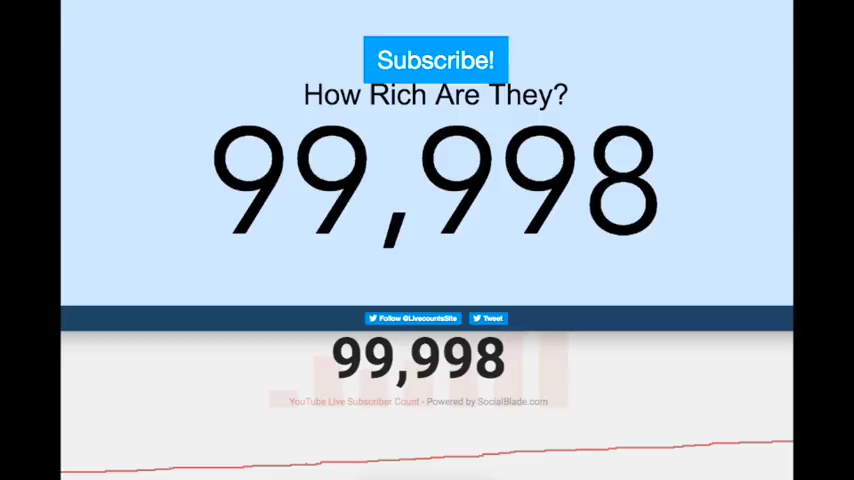 Subscribe!
How Rich Are They?
99,998
Follow @LivecountsSite Tweet
99,998
YouTube Live Subscriber Count - Powered by SocialBlade.com